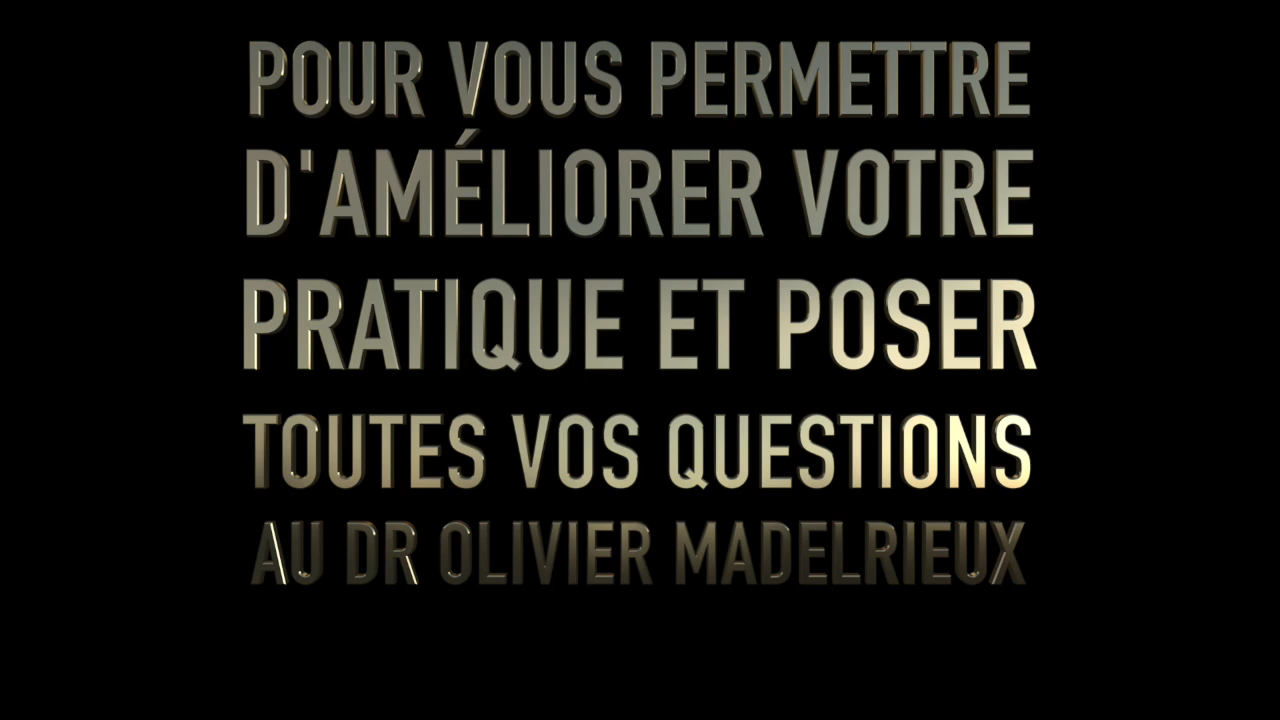 POUR VOUS PERMETTRE
D'AMÉLIORER VOTRE
PRATIQUE ET POSER
TOUTES VOS QUESTIONS
AU DR OLIVIER MADELRIEUX